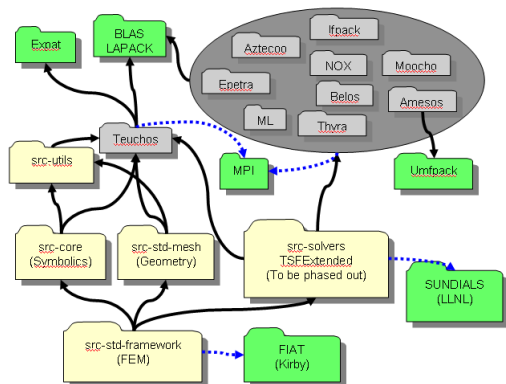 Expat
BLAS
LAPACK
Ifpack
Aztecoo
NOX
Moocho
Epetra
Belos
Amesos
ML
Thyra
Teuchos
src-utils
MPI
Umfpack
src-core
(Symbolics)
src-std-mesh
(Geometry)
src-solvers
TSFExtended
(To be phased out)
SUNDIALS
(LLNL)
src-std-framework
(FEM)
FIAT
(Kirby)